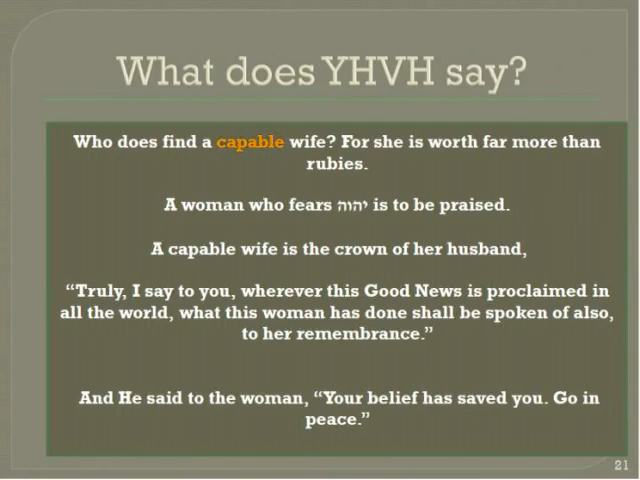 What does YHVH say?
Who does find a capable wife? For she is worth far more than
rubies.
A woman who fears יהוה is to be praised.
A capable wife is the crown of her husband,
“Truly, I say to you, wherever this Good News is proclaimed in
all the world, what this woman has done shall be spoken of also,
to her remembrance.”
And He said to the woman, “Your belief has saved you. Go in
peace.”
21